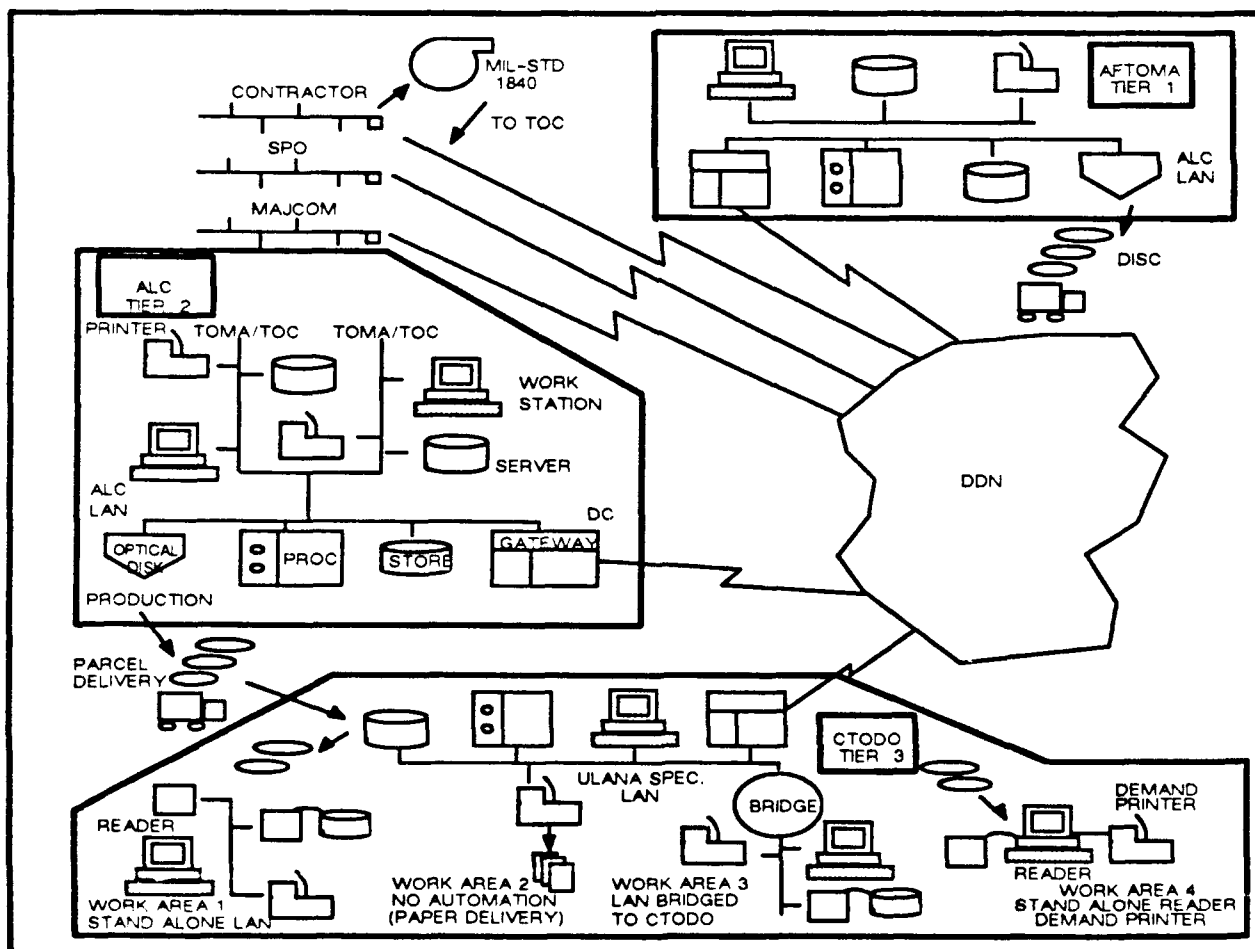 CONTRACTOR
MIL-STD
1840
TO TOC
SPO
MAJCOM
AFTOMA
TIER 1
ALC
LAN
DISC
ALC
TIER 2
PRINTER
TOMA/TOC
TOMA/TOC
WORK
STATION
SERVER
ALC
LAN
DC
OPTICAL
DISK
PROC
STORE
GATEWAY
PRODUCTION
DDN
PARCEL
DELIVERY
CTODO
TIER 3
ULANA SPEC.
LAN
BRIDGE
DEMAND
PRINTER
READER
READER
WORK AREA 1
STAND ALONE LAN
WORK AREA 2
NO AUTOMATION
(PAPER DELIVERY)
WORK AREA 3
LAN BRIDGED
TO CTODO
WORK AREA 4
STAND ALONE READER
DEMAND PRINTER